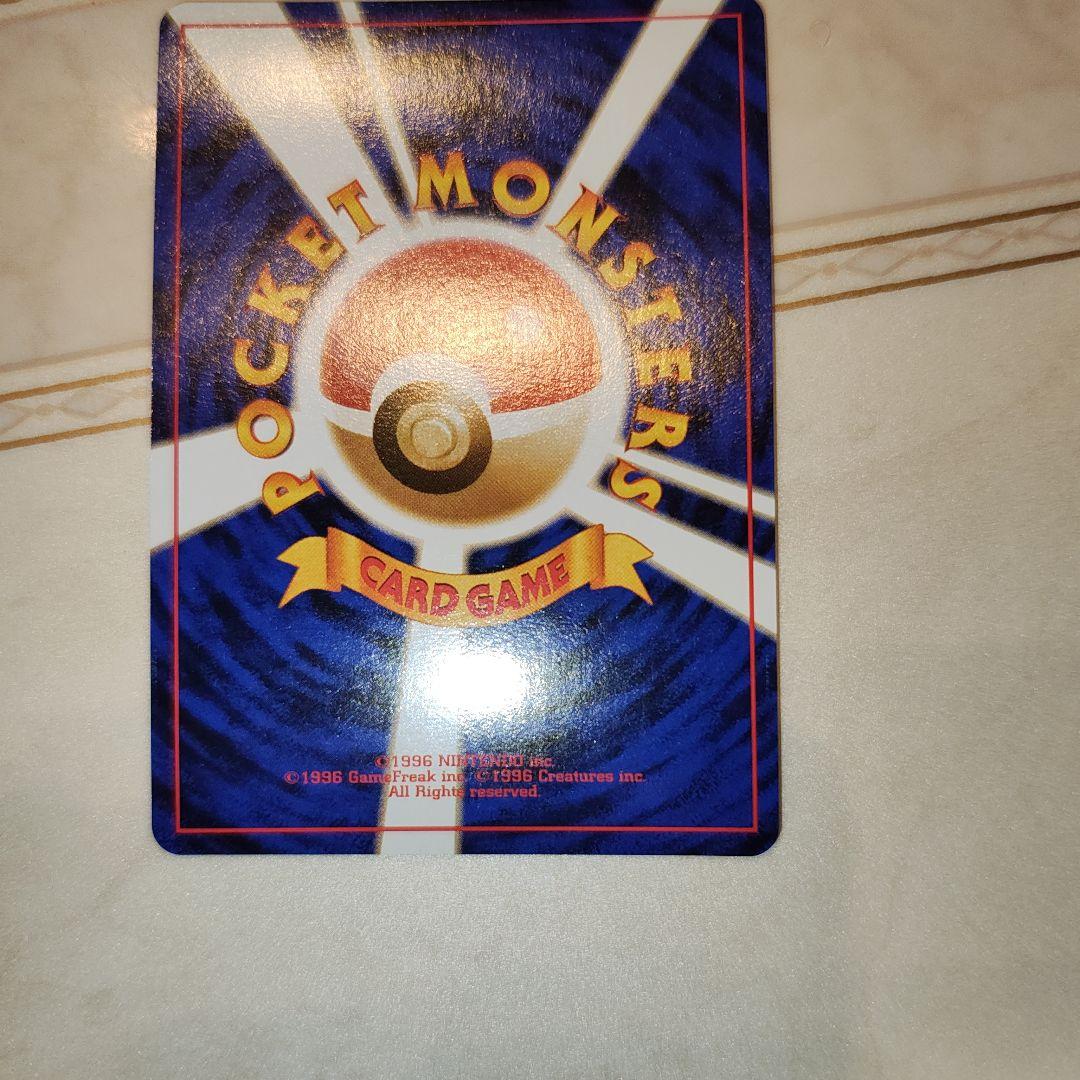 POCKET MONSTERS
CARD GAME
©1996 NINTENDO inc.
©1996 GameFreak inc. ©1996 Creatures inc.
All Rights reserved.